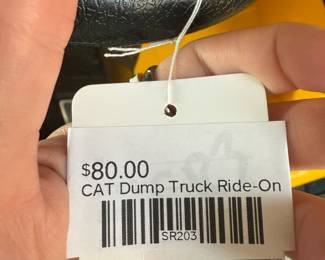 $80.00
CAT Dump Truck Ride-On
SR203